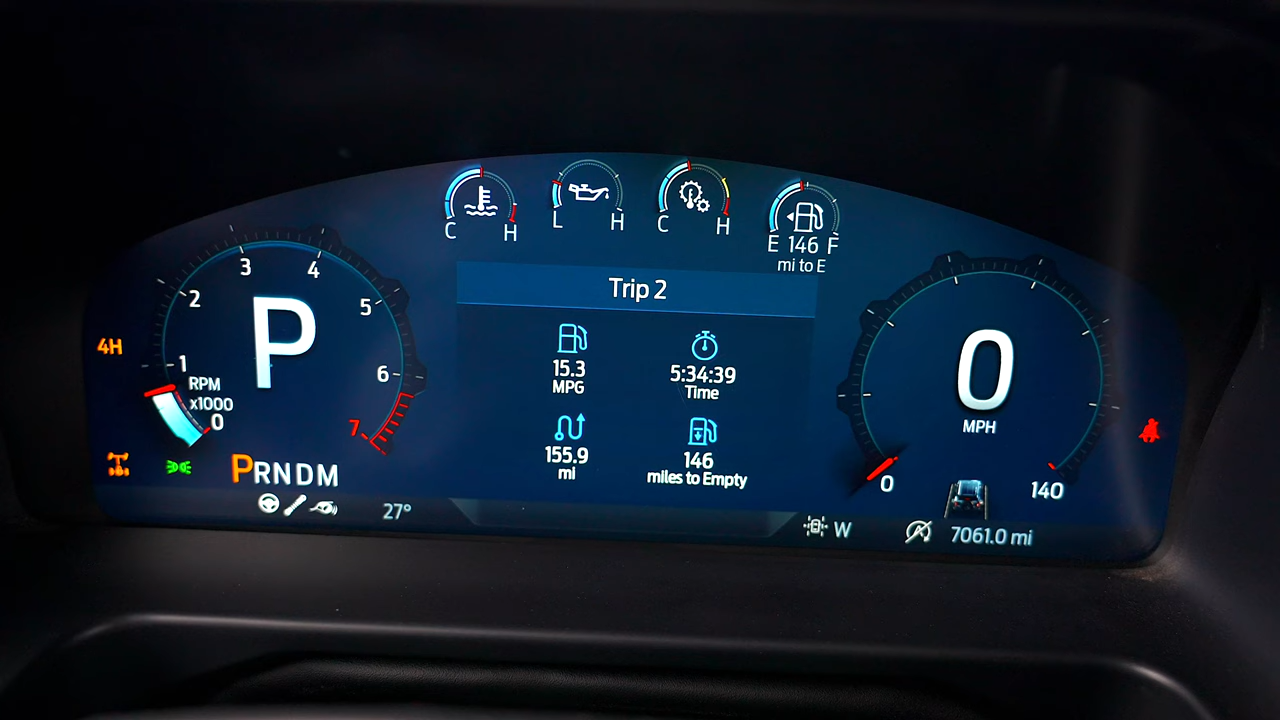 C H
L H
C H
E 146 F
mi to E
Trip 2
15.3
MPG
5:34:39
Time
155.9
mi
146
miles to Empty
4H
0
1
2
3
4
5
6
7
RPM
x1000
P
PRNDM
27°
0
MPH
0
140
W
7061.0 mi